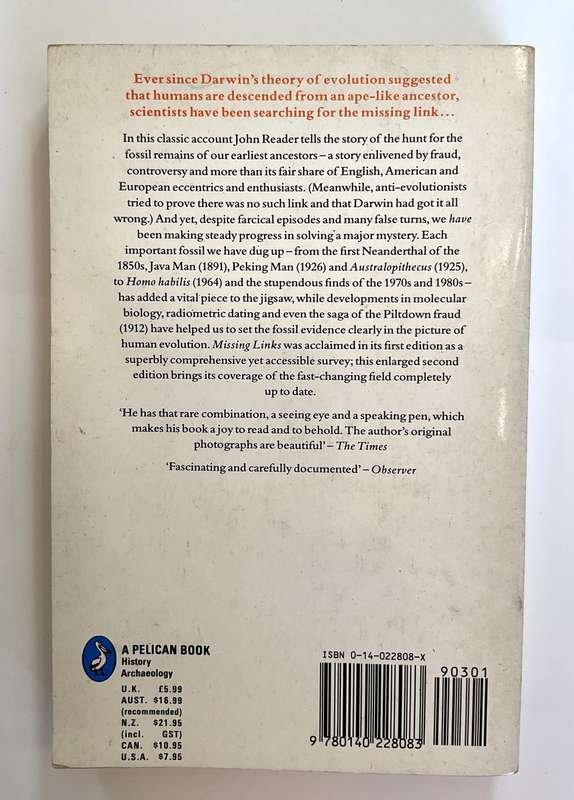 Ever since Darwin's theory of evolution suggested
that humans are descended from an ape-like ancestor,
scientists have been searching for the missing link...
In this classic account John Reader tells the story of the hunt for the
fossil remains of our earliest ancestors – a story enlivened by fraud,
controversy and more than its fair share of English, American and
European eccentrics and enthusiasts. (Meanwhile, anti-evolutionists
tried to prove there was no such link and that Darwin had got it all
wrong.) And yet, despite farcical episodes and many false turns, we have
been making steady progress in solving a major mystery. Each
important fossil we have dug up – from the first Neanderthal of the
1850s, Java Man (1891), Peking Man (1926) and Australopithecus (1925),
to Homo habilis (1964) and the stupendous finds of the 1970s and 1980s –
has added a vital piece to the jigsaw, while developments in molecular
biology, radiometric dating and even the saga of the Piltdown fraud
(1912) have helped us to set the fossil evidence clearly in the picture of
human evolution. Missing Links was acclaimed in its first edition as a
superbly comprehensive yet accessible survey; this enlarged second
edition brings its coverage of the fast-changing field completely
up to date.
'He has that rare combination, a seeing eye and a speaking pen, which
makes his book a joy to read and to behold. The author's original
photographs are beautiful' – The Times
'Fascinating and carefully documented' – Observer
A PELICAN BOOK
History
Archaeology
U.K. £5.99
AUST. $16.99
(recommended)
N.Z. $21.95
(incl. GST)
CAN. $10.95
U.S.A. $7.95
ISBN 0-14-022808-X
90301
9 780140 228083